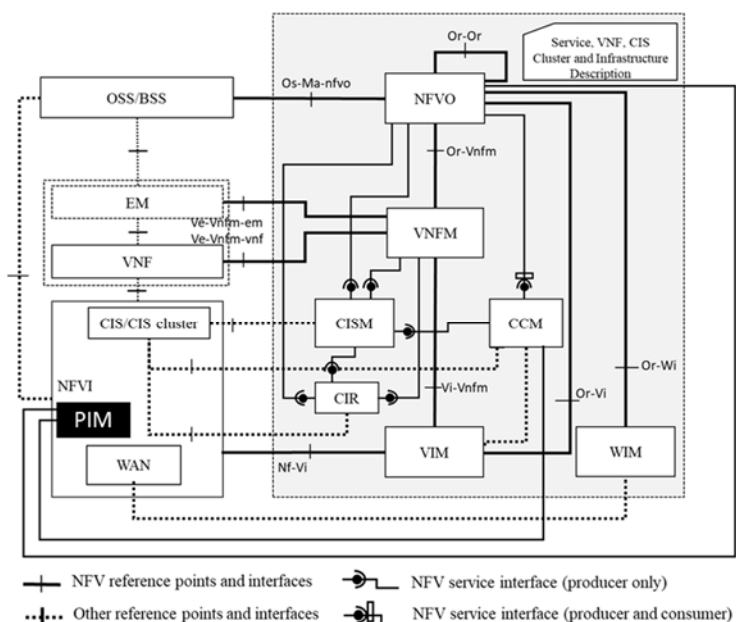 Or-Or
Service, VNF, CIS
Cluster and Infrastructure
Description
OSS/BSS
Os-Ma-nfvo
NFVO
Or-Vnfm
EM
Ve-Vnfm-em
Ve-Vnfm-vnf
VNFM
VNF
CIS/CIS cluster
CISM
CCM
NFVI
PIM
CIR
Vi-Vnfm
Or-Vi
Or-Wi
WAN
Nf-Vi
VIM
WIM
NFV reference points and interfaces
NFV service interface (producer only)
Other reference points and interfaces
NFV service interface (producer and consumer)